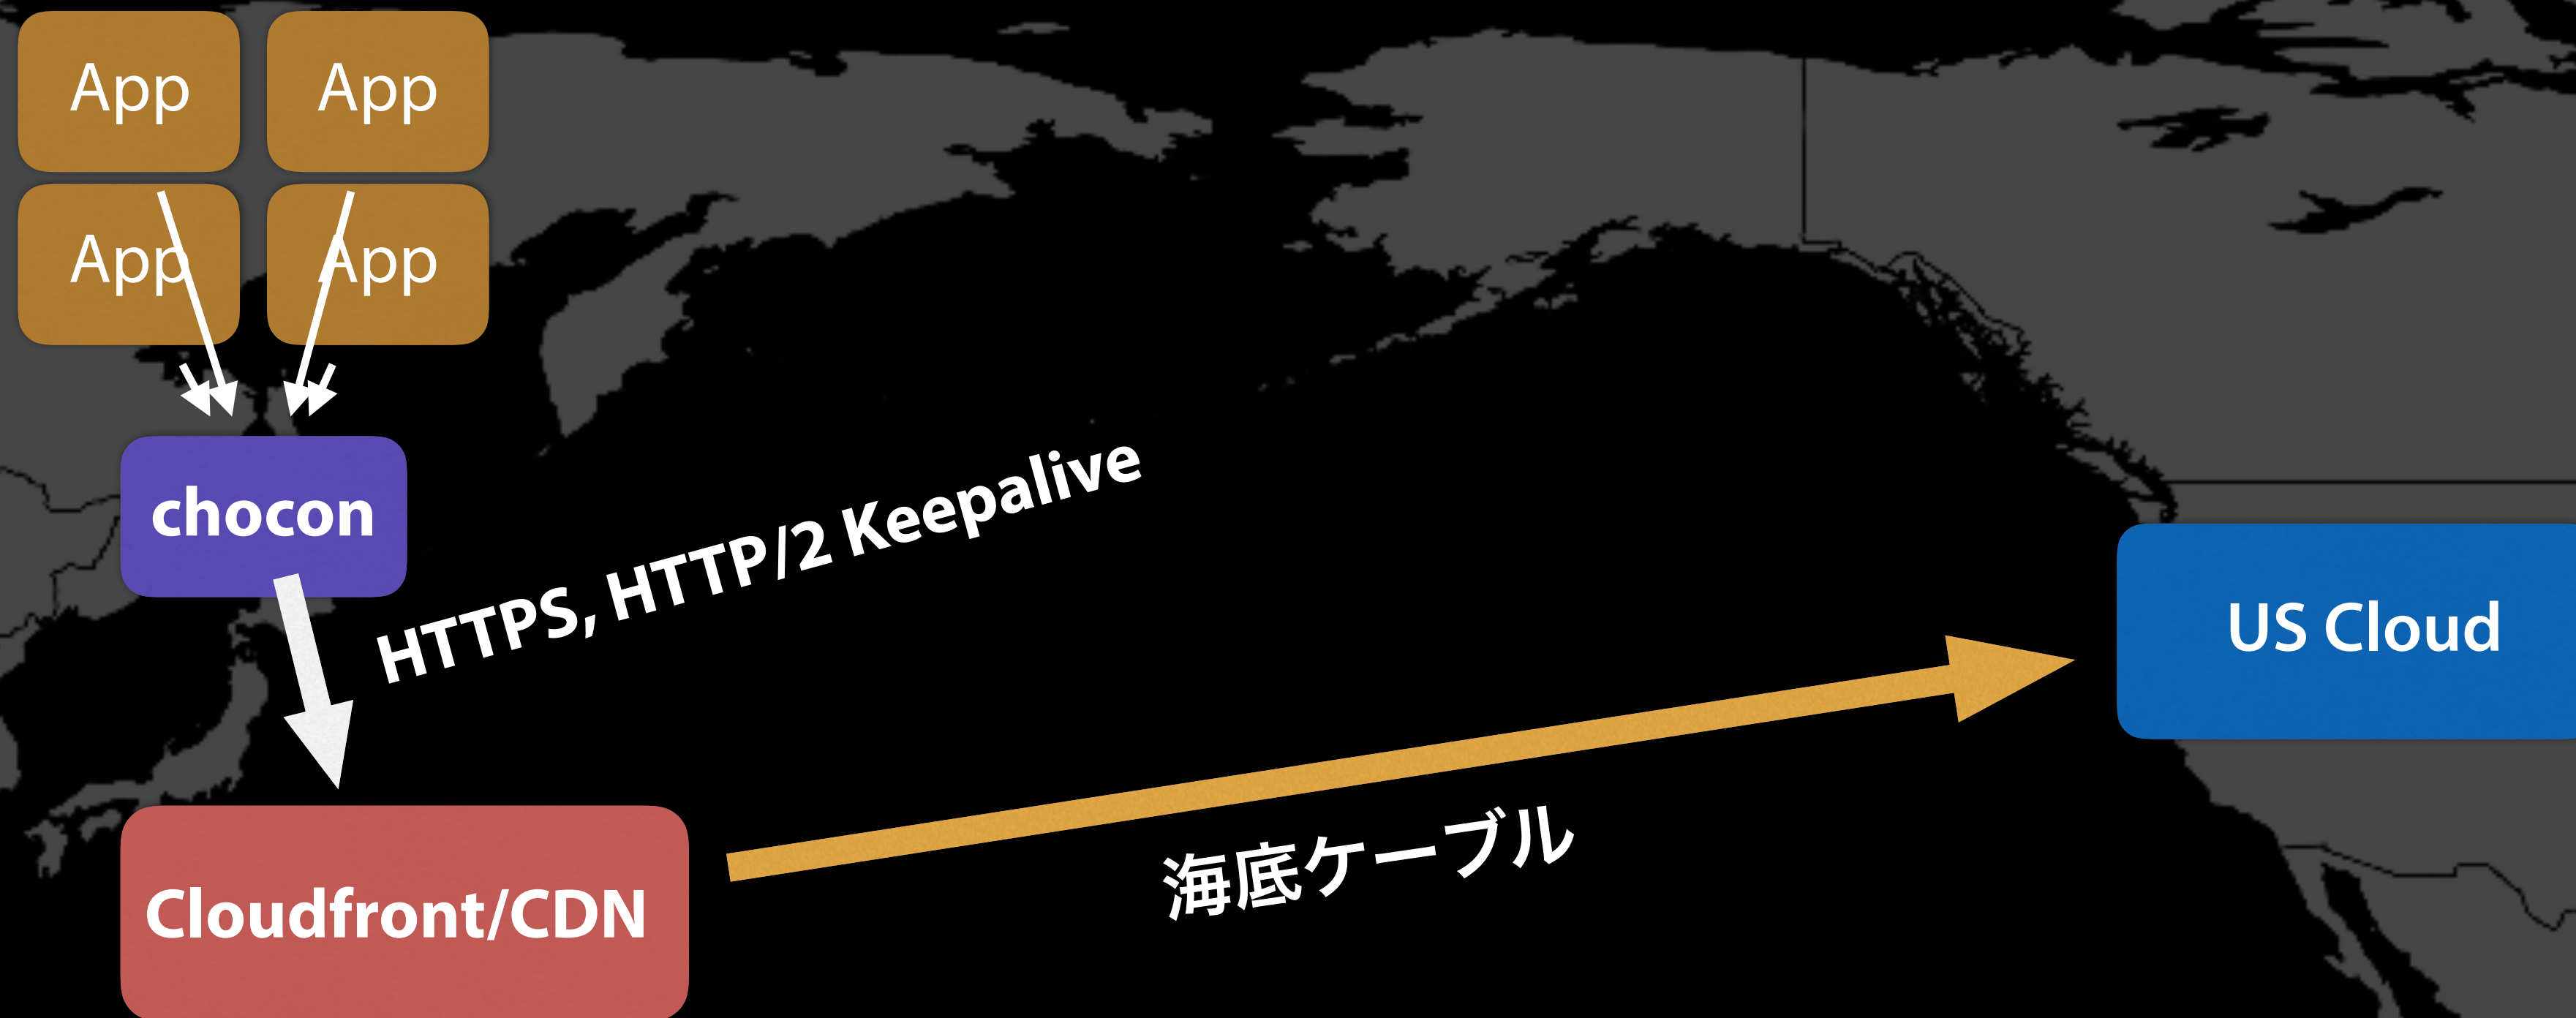 App
App
App
App
chocon
HTTPS, HTTP/2 Keepalive
US Cloud
海底ケーブル
Cloudfront/CDN